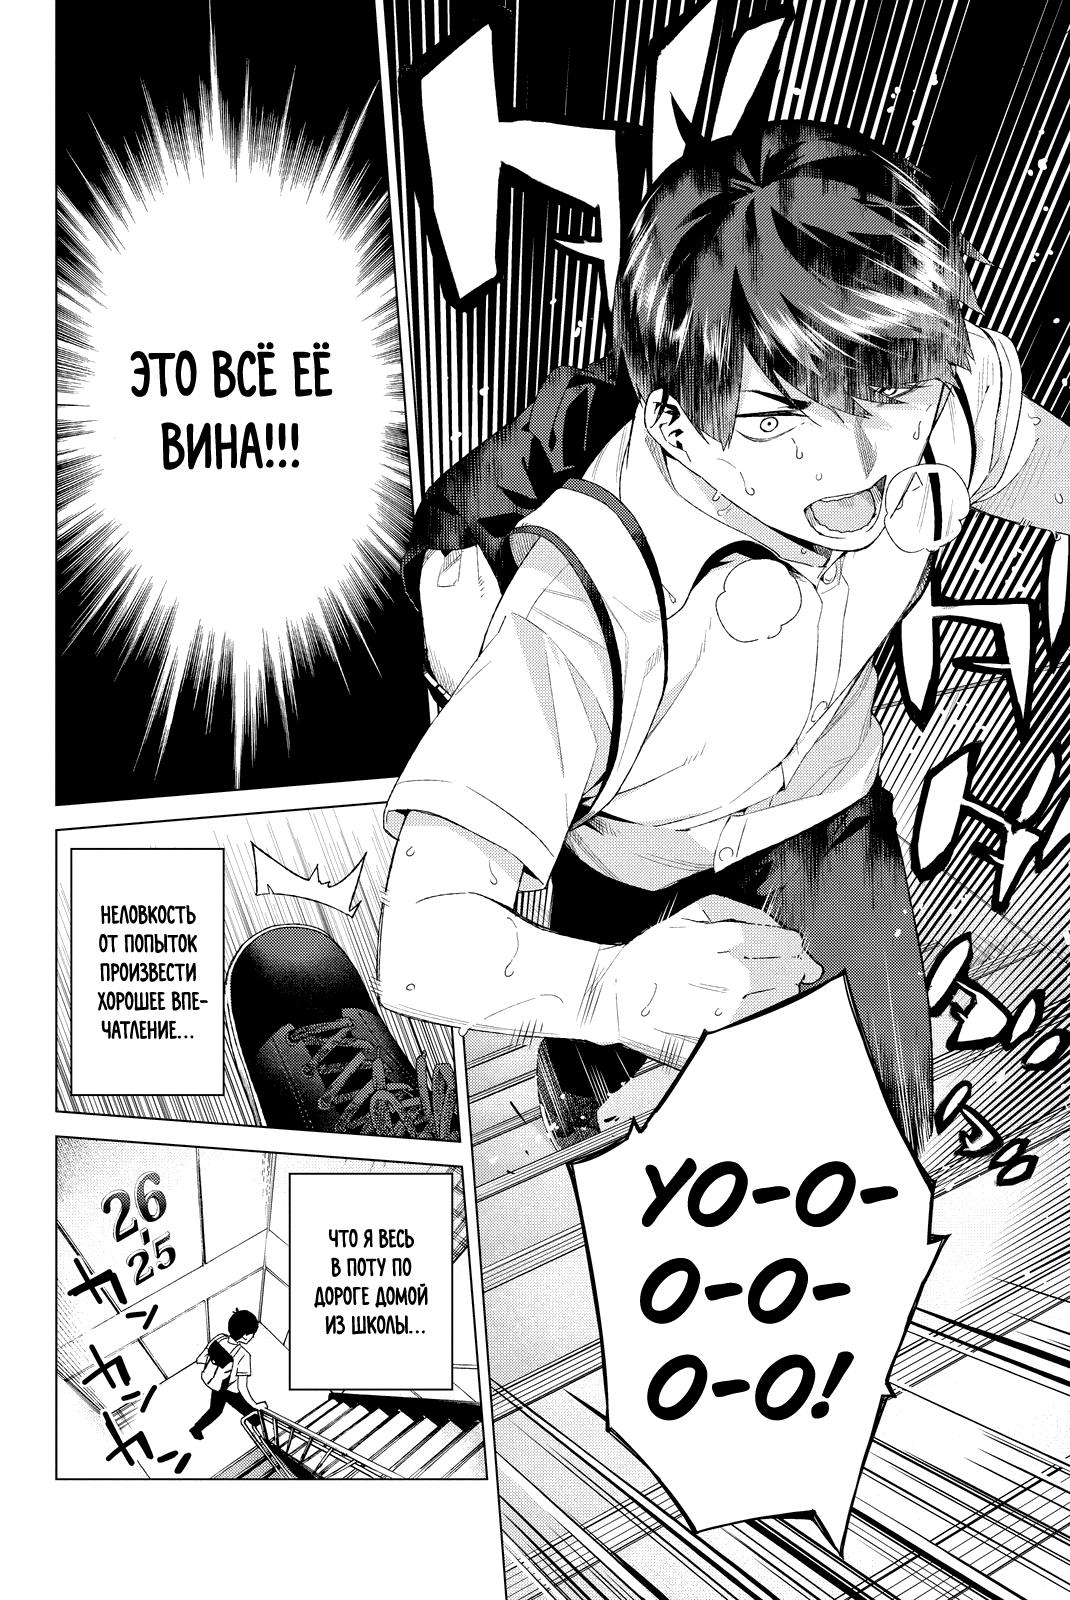 ЭТО ВСЁ ЕЁ
ВИНА!!!
НЕЛОВКОСТЬ
ОТ ПОПЫТОК
ПРОИЗВЕСТИ
ХОРОШЕЕ ВПЕ-
ЧАТЛЕНИЕ...
26
25
ЧТО Я ВЕСЬ
В ПОТУ ПО
ДОРОГЕ ДОМОЙ
ИЗ ШКОЛЫ...
УО-О-
О-О-
О-О!